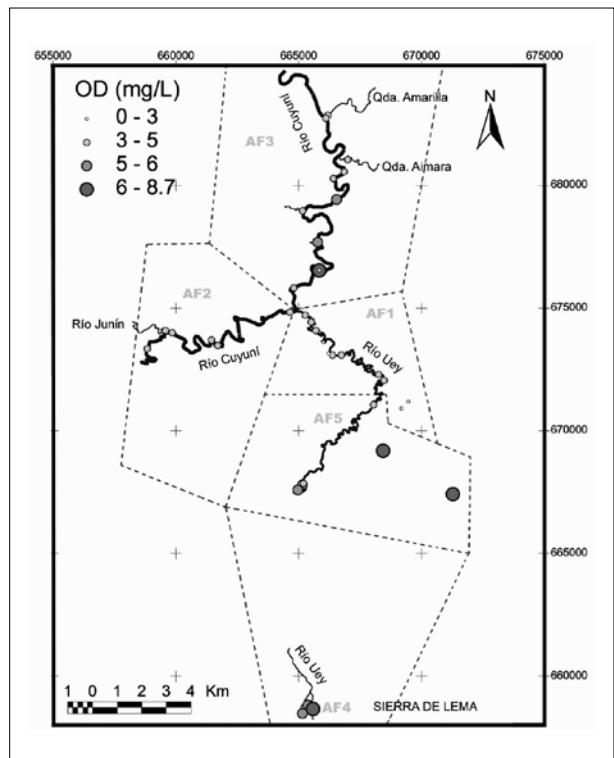 655000 660000 665000 670000 675000
OD (mg/L)
0 - 3
3 - 5
5 - 6
6 - 8.7
Río Cuyuní
Qda. Amarilla
N
AF3
Qda. Aimara
680000
AF2
675000
AF1
Río Junín
Río Cuyuní
Río Uey
AF5
670000
665000
Río Uey
660000
1 0 1 2 3 4 Km
AF4
SIERRA DE LEMA